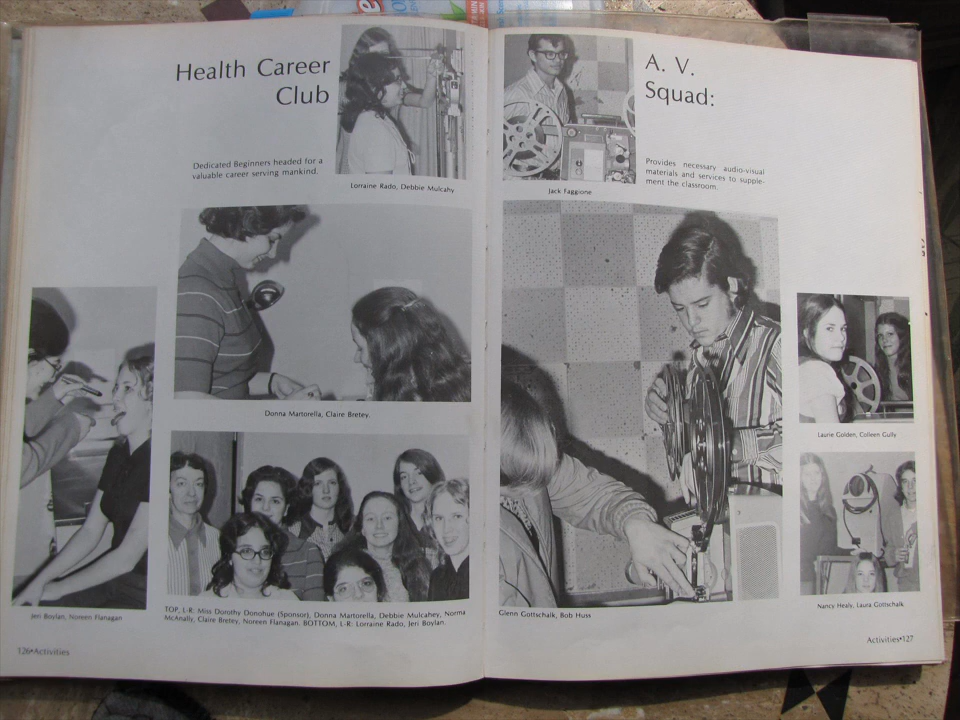 Health Career
Club
Dedicated Beginners headed for a
valuable career serving mankind.
Lorraine Rado, Debbie Mulcahy
Donna Martorella, Claire Bretey.
Jeri Boylan, Noreen Flanagan
TOP, L-R: Miss Dorothy Donohue (Sponsor), Donna Martorella, Debbie Mulcahey, Norma
McAnally, Claire Bretey, Noreen Flanagan. BOTTOM, L-R: Lorraine Rado, Jeri Boylan.
126•Activities
A. V.
Squad:
Provides necessary audio-visual
materials and services to supple-
ment the classroom.
Jack Faggione
Laurie Golden, Colleen Gulfy
Glenn Gottschalk, Bob Huss
Nancy Healy, Laura Gottschalk
Activities•127